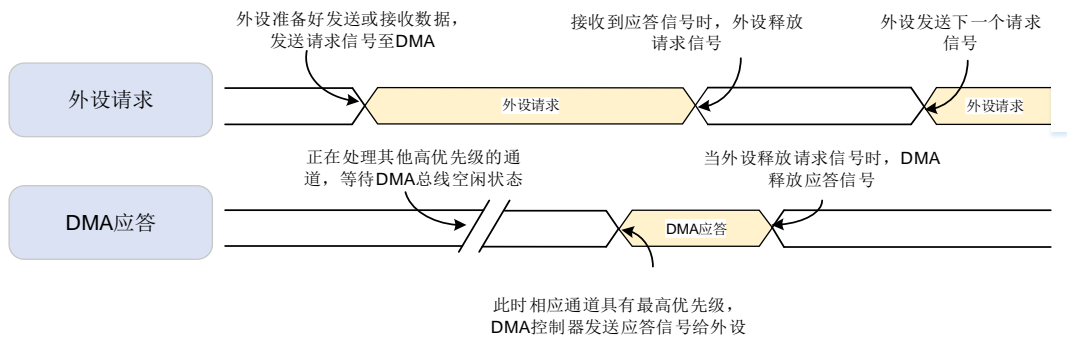 外设准备好发送或接收数据，
发送请求信号至DMA
接收到应答信号时，外设释放
请求信号
外设发送下一个请求
信号
外设请求
外设请求
外设请求
正在处理其他高优先级的通
道，等待DMA总线空闲状态
当外设释放请求信号时，DMA
释放应答信号
DMA应答
DMA应答
此时相应通道具有最高优先级，
DMA控制器发送应答信号给外设